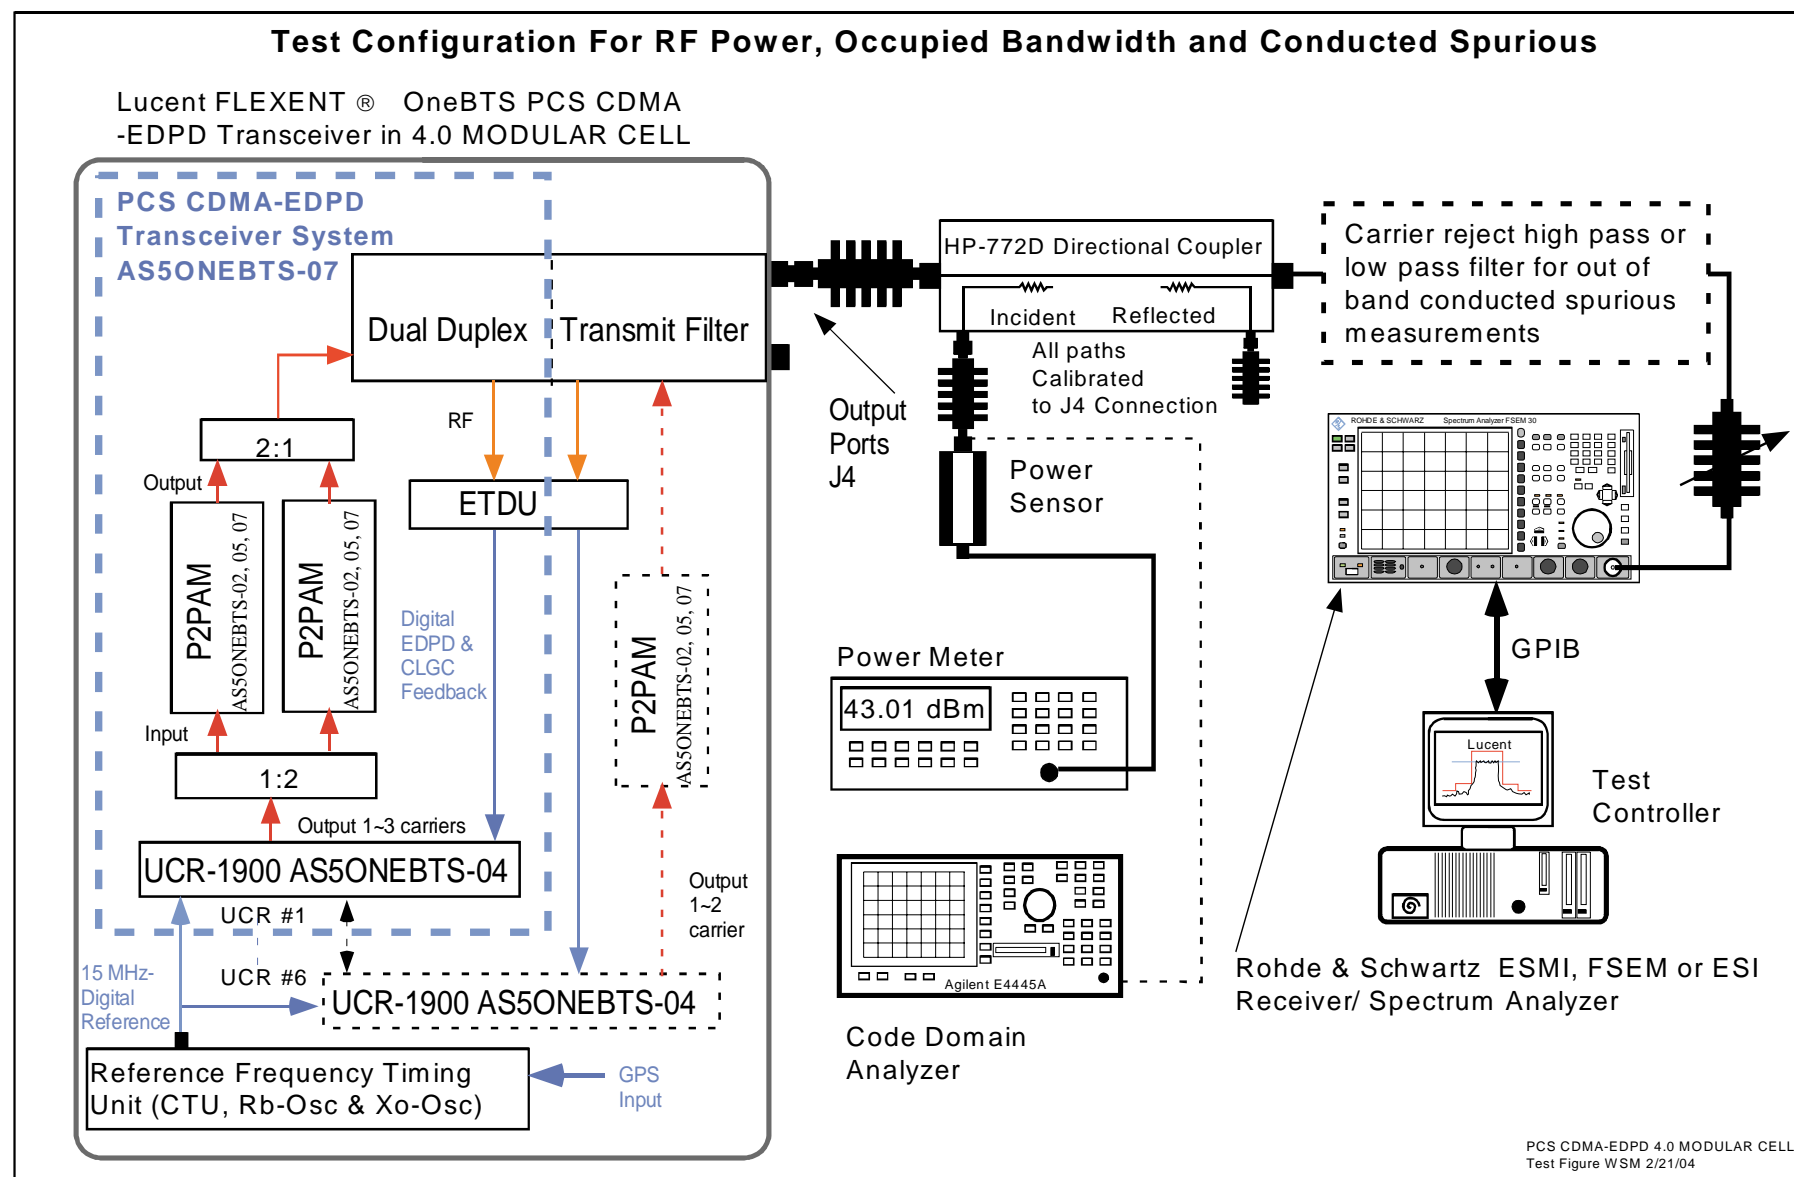 Test Configuration For RF Power, Occupied Bandwidth and Conducted Spurious
Lucent FLEXENT ® OneBTS PCS CDMA
-EDPD Transceiver in 4.0 MODULAR CELL
PCS CDMA-EDPD
Transceiver System
AS5ONEBTS-07
Dual Duplex
Transmit Filter
RF
2:1
Output
P2PAM
AS5ONEBTS-02, 05, 07
P2PAM
AS5ONEBTS-02, 05, 07
Input
1:2
Output 1~3 carriers
UCR-1900 AS5ONEBTS-04
ETDU
Digital
EDPD &
CLGC
Feedback
P2PAM
AS5ONEBTS-02, 05, 07
Output
1~2
carrier
UCR #1
UCR #6
UCR-1900 AS5ONEBTS-04
15 MHz-
Digital
Reference
Reference Frequency Timing
Unit (CTU, Rb-Osc & Xo-Osc)
GPS
Input
Output
Ports
J4
HP-772D Directional Coupler
Incident
Reflected
All paths
Calibrated
to J4 Connection
Power
Sensor
Power Meter
43.01 dBm
Agilent E4445A
Code Domain
Analyzer
Carrier reject high pass or
low pass filter for out of
band conducted spurious
measurements
ROHDE & SCHWARZ
Spectrum Analyzer FSEM 30
GPIB
Lucent
Test
Controller
Rohde & Schwartz ESMI, FSEM or ESI
Receiver/ Spectrum Analyzer
PCS CDMA-EDPD 4.0 MODULAR CELL
Test Figure WSM 2/21/04